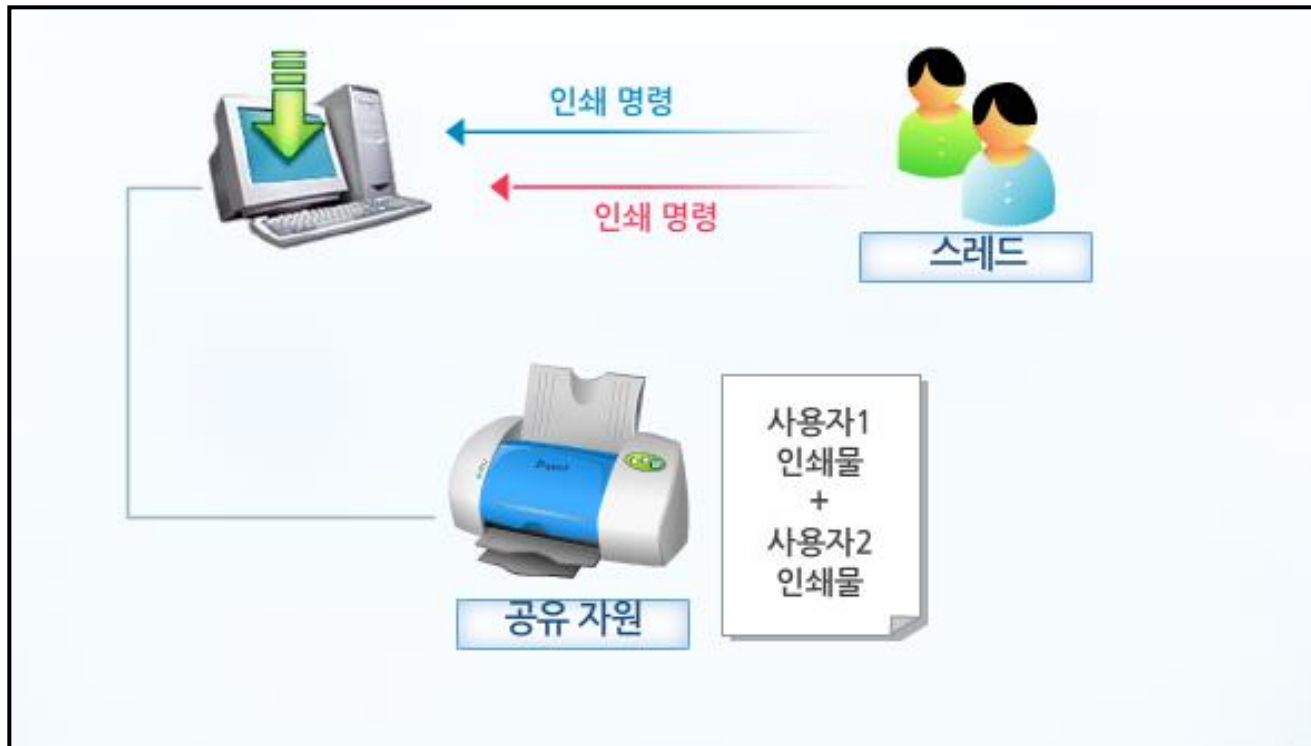 인쇄 명령
인쇄 명령
스레드
사용자1
인쇄물
+
사용자2
인쇄물
공유 자원